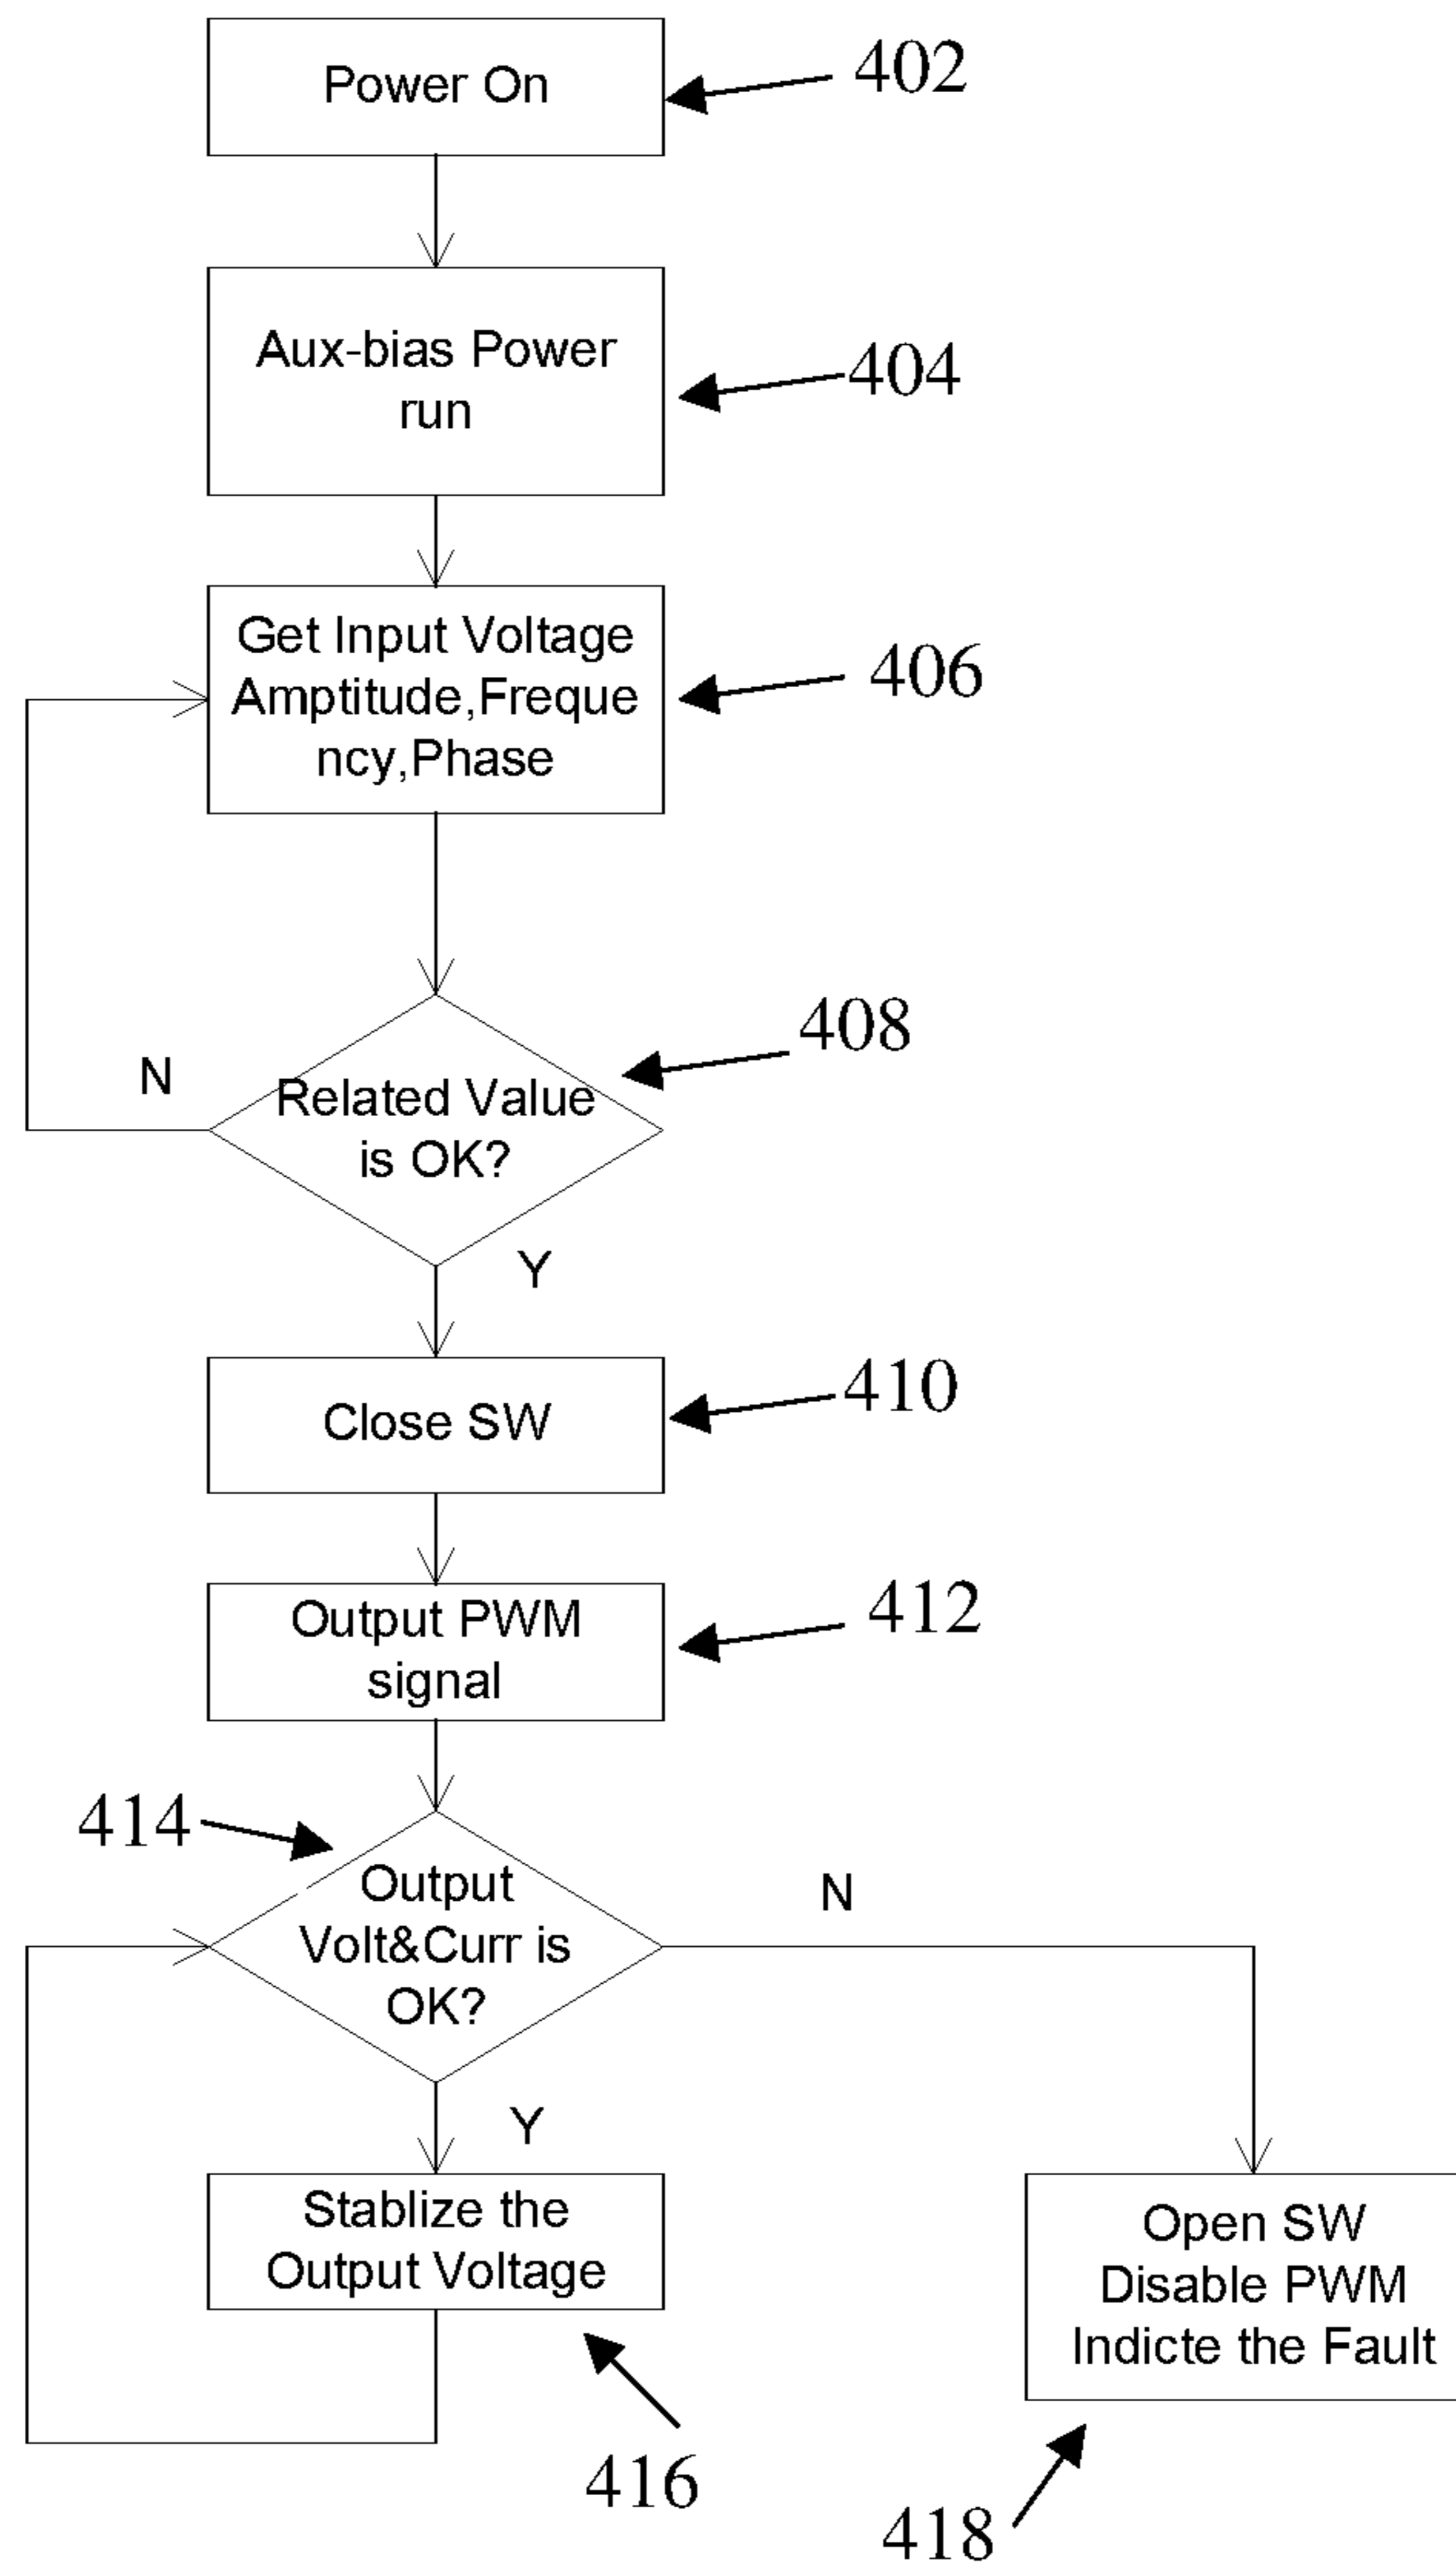 Power On
402
Aux-bias Power
run
404
Get Input Voltage
Amptitude,Freque
ncy,Phase
406
408
N
Related Value
is OK?
Y
Close SW
410
Output PWM
signal
412
414
Output
Volt&Curr is
OK?
N
Y
Stablize the
Output Voltage
416
Open SW
Disable PWM
Indicte the Fault
418